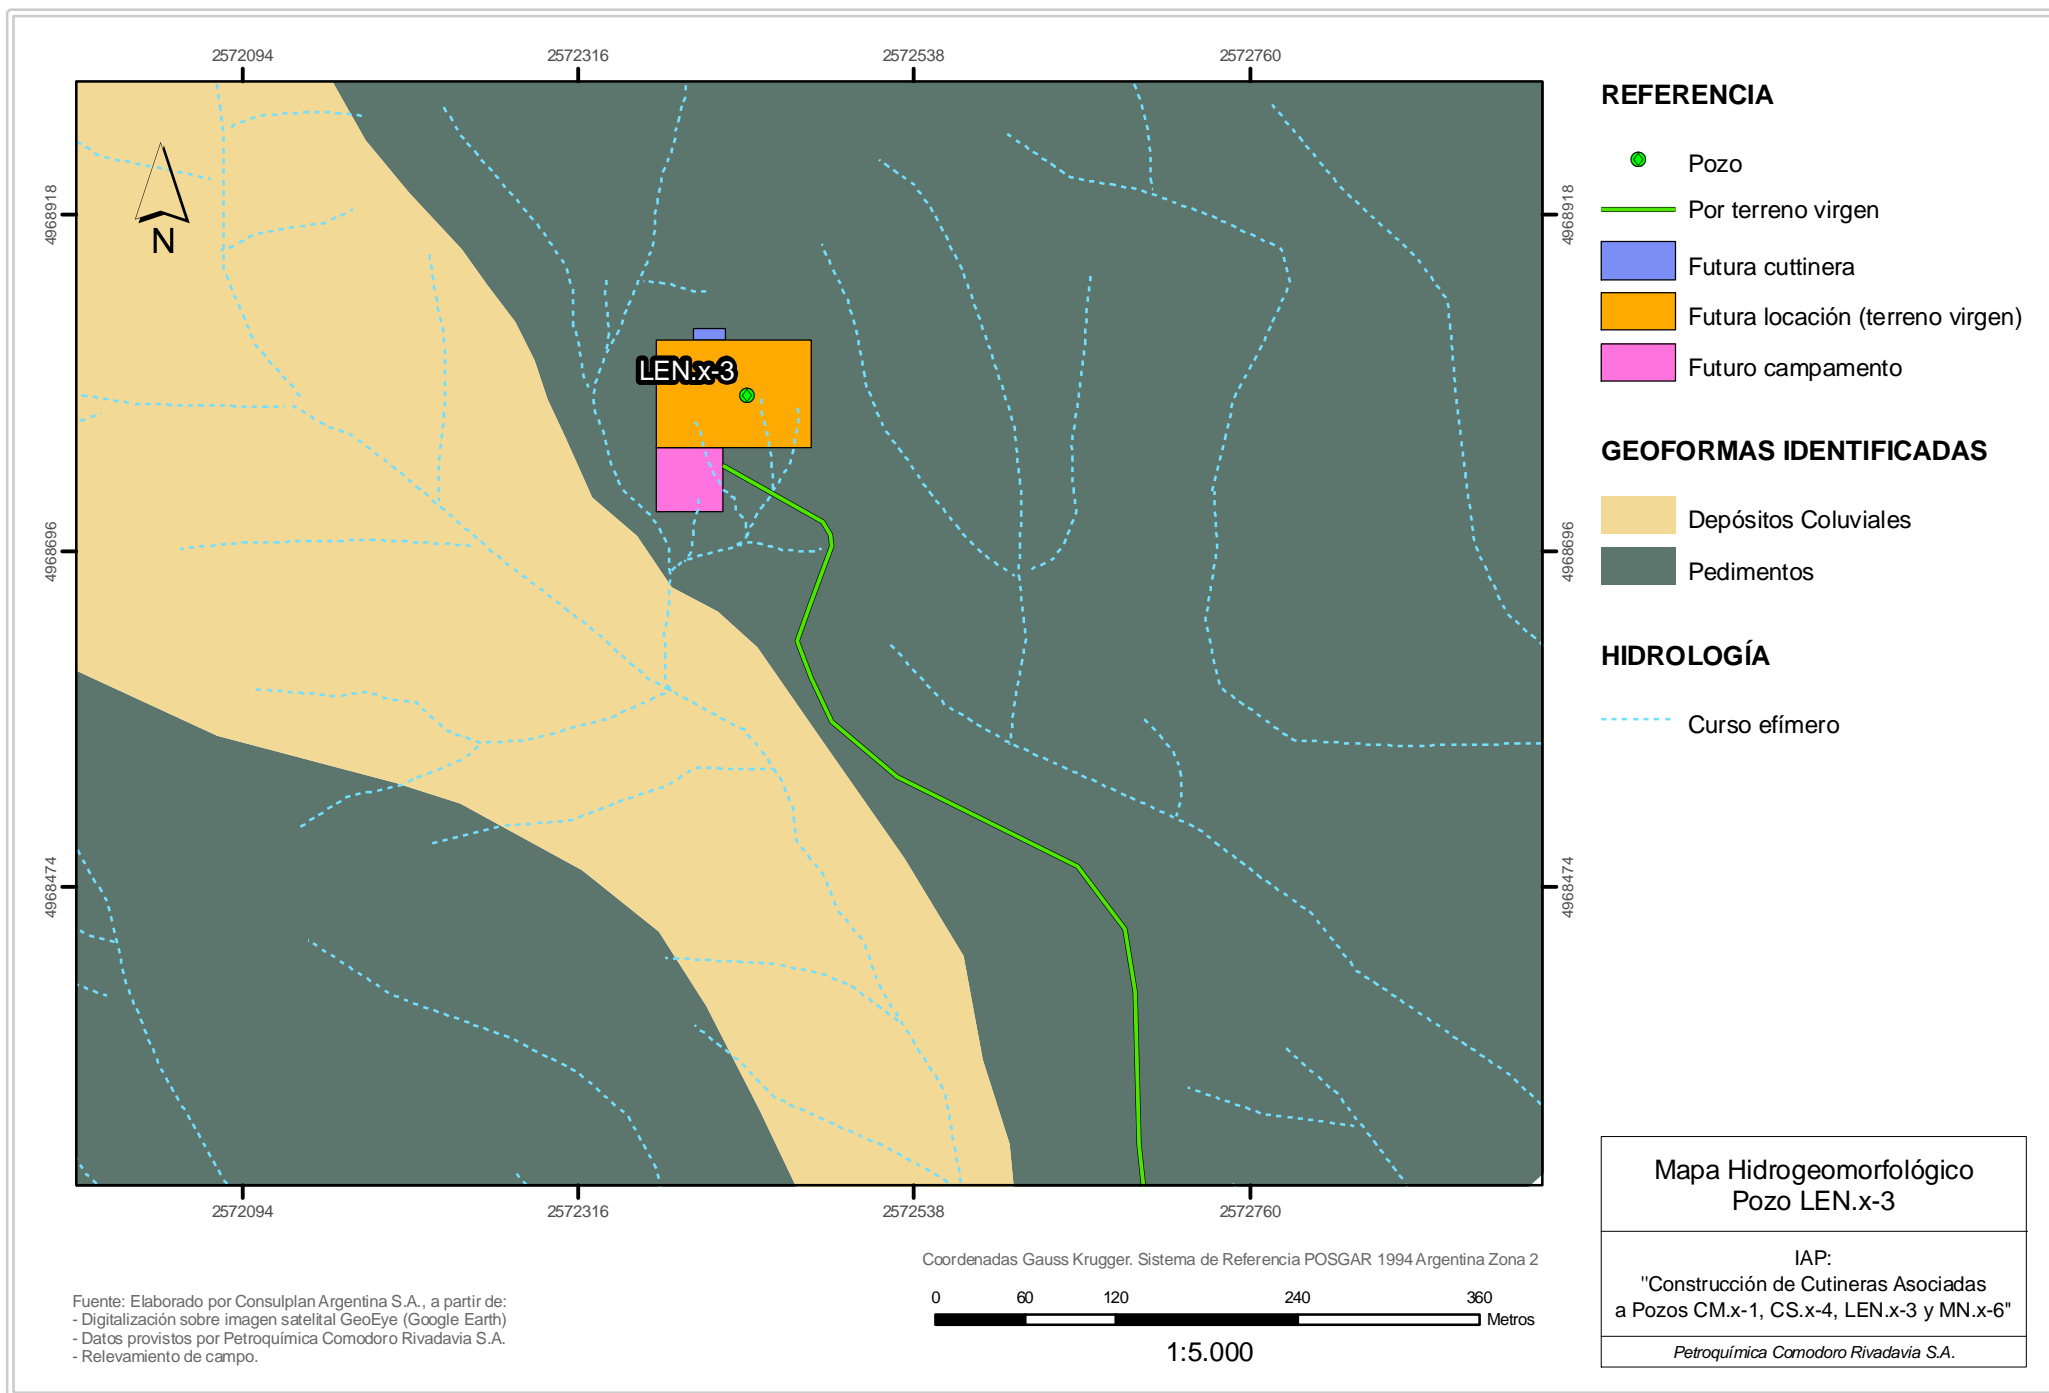 2572094
2572316
2572538
2572760
4968918
4968696
4968474
4968918
4968696
4968474
N
LEN.x-3
2572094
2572316
2572538
2572760
REFERENCIA
Pozo
Por terreno virgen
Futura cuttinera
Futura locación (terreno virgen)
Futuro campamento
GEOFORMAS IDENTIFICADAS
Depósitos Coluviales
Pedimentos
HIDROLOGÍA
Curso efímero
Coordenadas Gauss Krugger. Sistema de Referencia POSGAR 1994 Argentina Zona 2
0 60 120 240 360
Metros
1:5.000
Fuente: Elaborado por Consulplan Argentina S.A., a partir de:
- Digitalización sobre imagen satelital GeoEye (Google Earth)
- Datos provistos por Petroquímica Comodoro Rivadavia S.A.
- Relevamiento de campo.
Mapa Hidrogeomorfológico
Pozo LEN.x-3
IAP:
"Construcción de Cutineras Asociadas
a Pozos CM.x-1, CS.x-4, LEN.x-3 y MN.x-6"
Petroquímica Comodoro Rivadavia S.A.